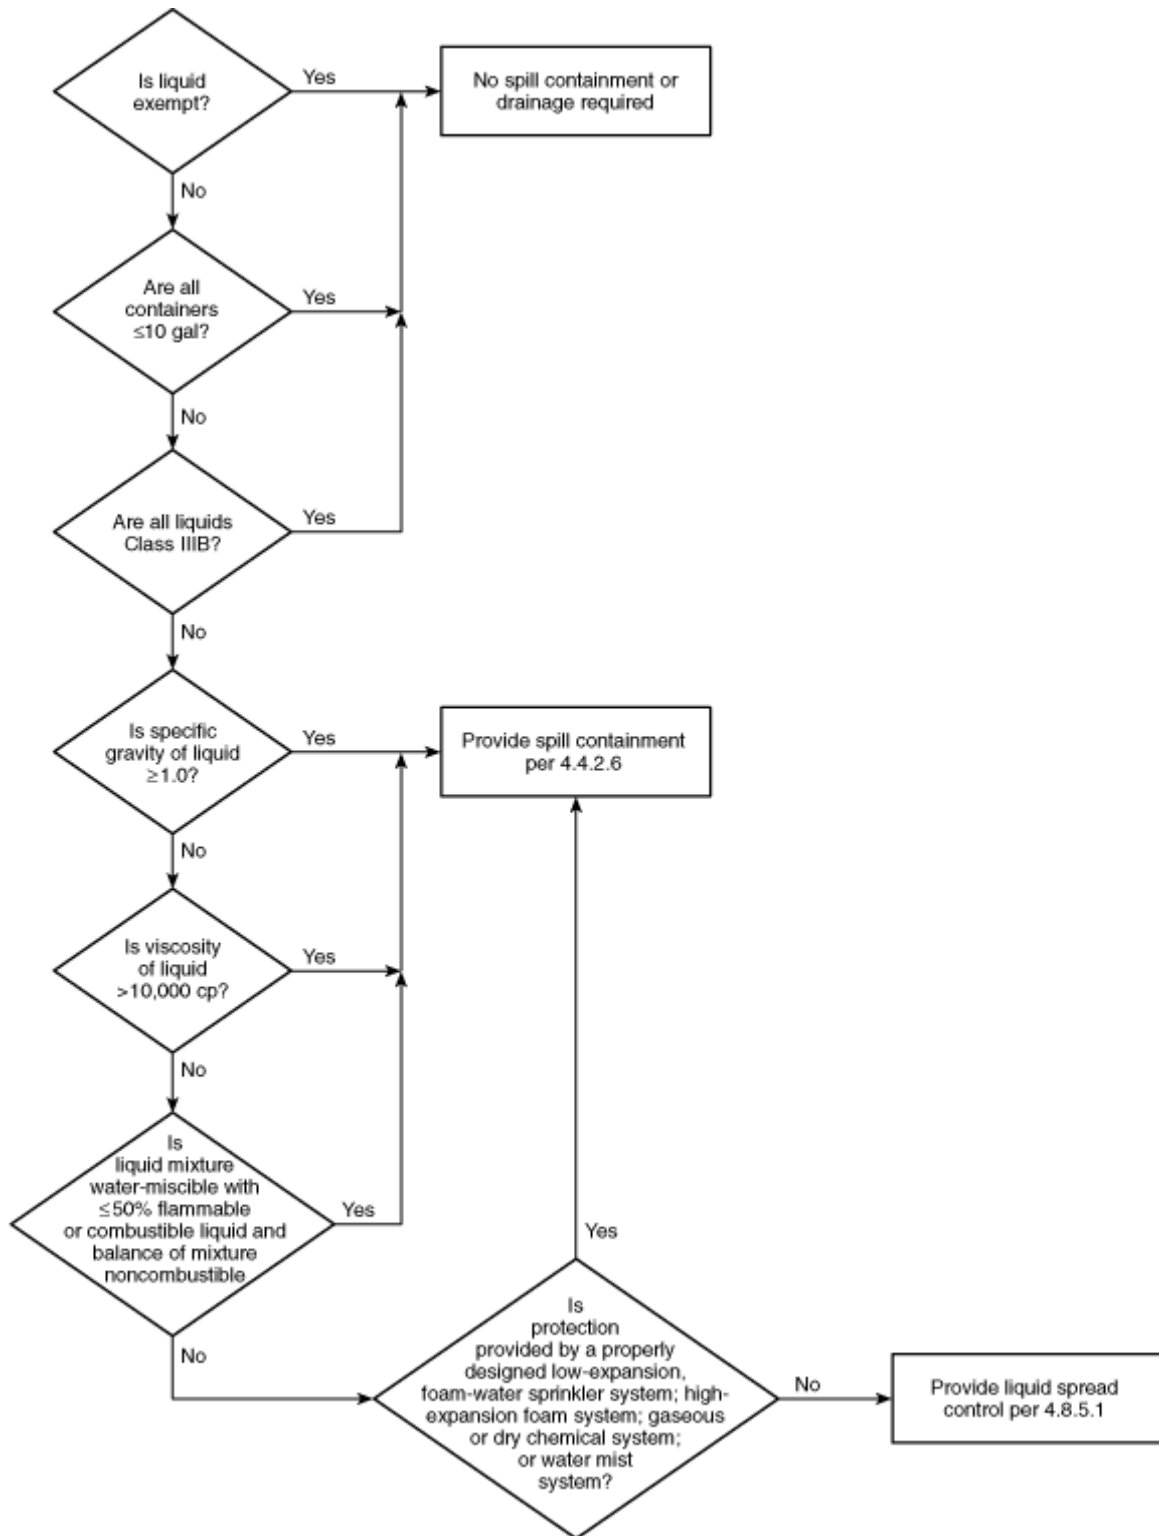 Is liquid
exempt?
Yes
No spill containment or
drainage required
No
Are all
containers
≤10 gal?
Yes
No
Are all liquids
Class IIIB?
Yes
No
Is specific
gravity of liquid
≥1.0?
Yes
Provide spill containment
per 4.4.2.6
No
Is viscosity
of liquid
>10,000 cp?
Yes
No
Is
liquid mixture
water-miscible with
≤50% flammable
or combustible liquid and
balance of mixture
noncombustible
Yes
No
Yes
Is
protection
provided by a properly
designed low-expansion,
foam-water sprinkler system; high-
expansion foam system; gaseous
or dry chemical system;
or water mist
system?
No
Provide liquid spread
control per 4.8.5.1